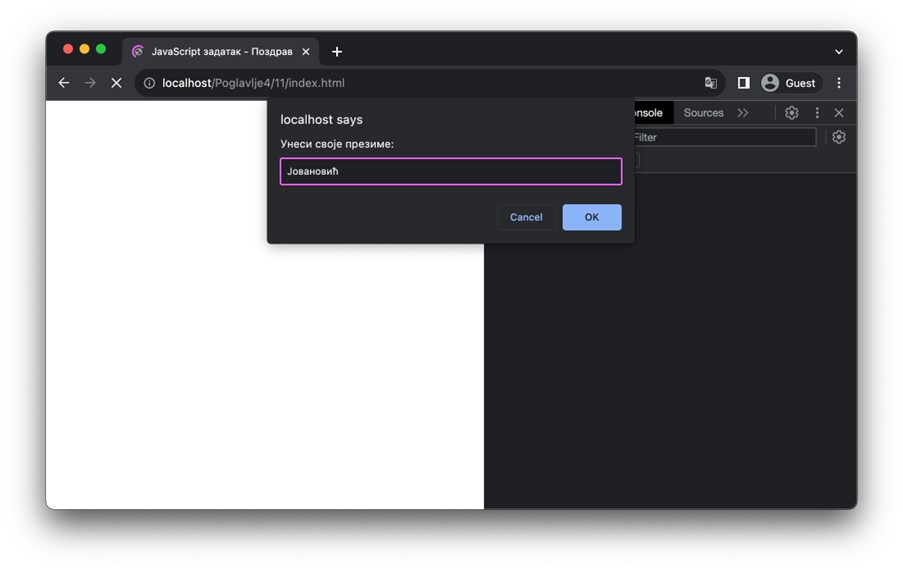 JavaScript задатак - Поздрав
localhost/Poglavlje4/11/index.html
Guest
localhost says
Console
Sources
Унеси своје презиме:
Filter
Јовановић
Cancel
OK